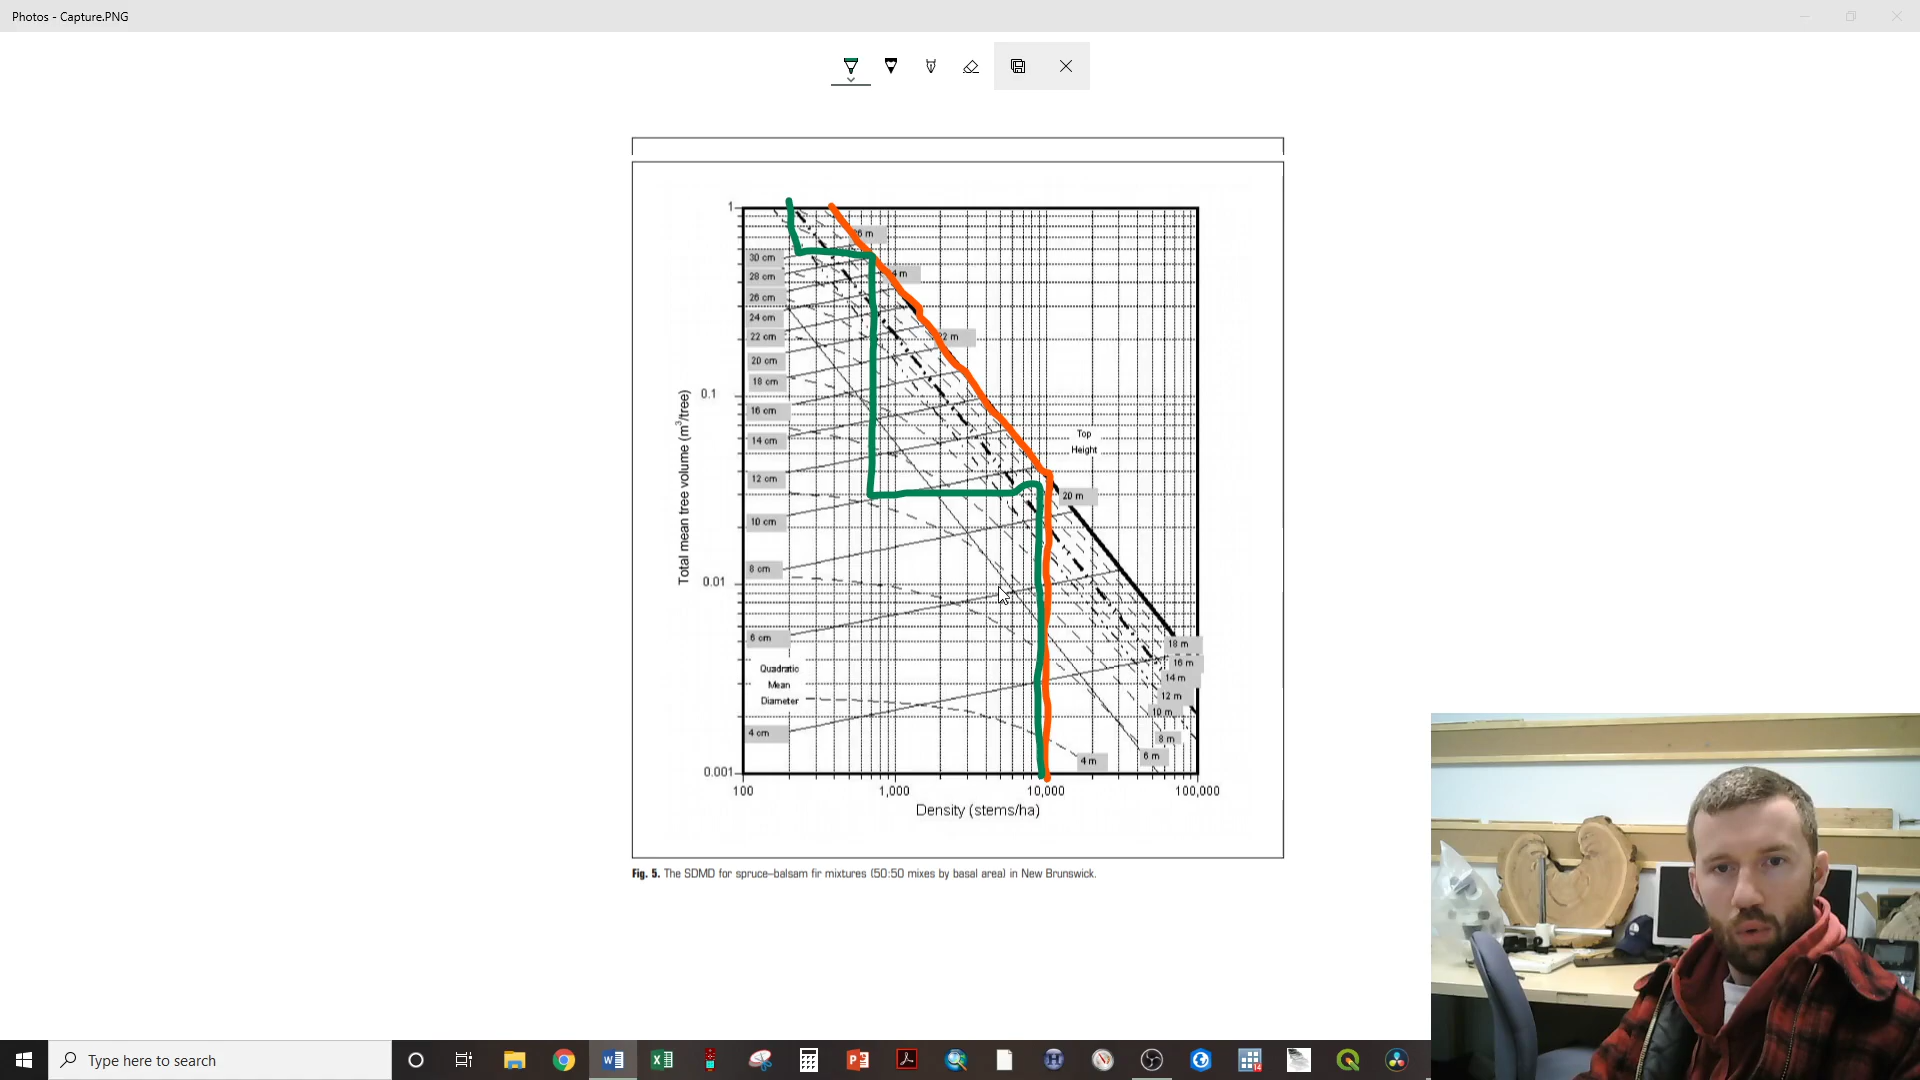 Photos - Capture.PNG
1
26 m
30 cm
4 m
28 cm
26 cm
24 cm
22 cm
22 m
20 cm
18 cm
0.1
16 cm
14 cm
Top
Height
12 cm
20 m
10 cm
8 cm
0.01
6 cm
18 m
16 m
14 m
12 m
10 m
8 m
6 m
4 m
Quadratic
Mean
Diameter
4 cm
0.001
Total mean tree volume (m³/tree)
100
1,000
10,000
100,000
Density (stems/ha)
Fig. 5. The SDMD for spruce–balsam fir mixtures (50:50 mixes by basal area) in New Brunswick.
Type here to search
14